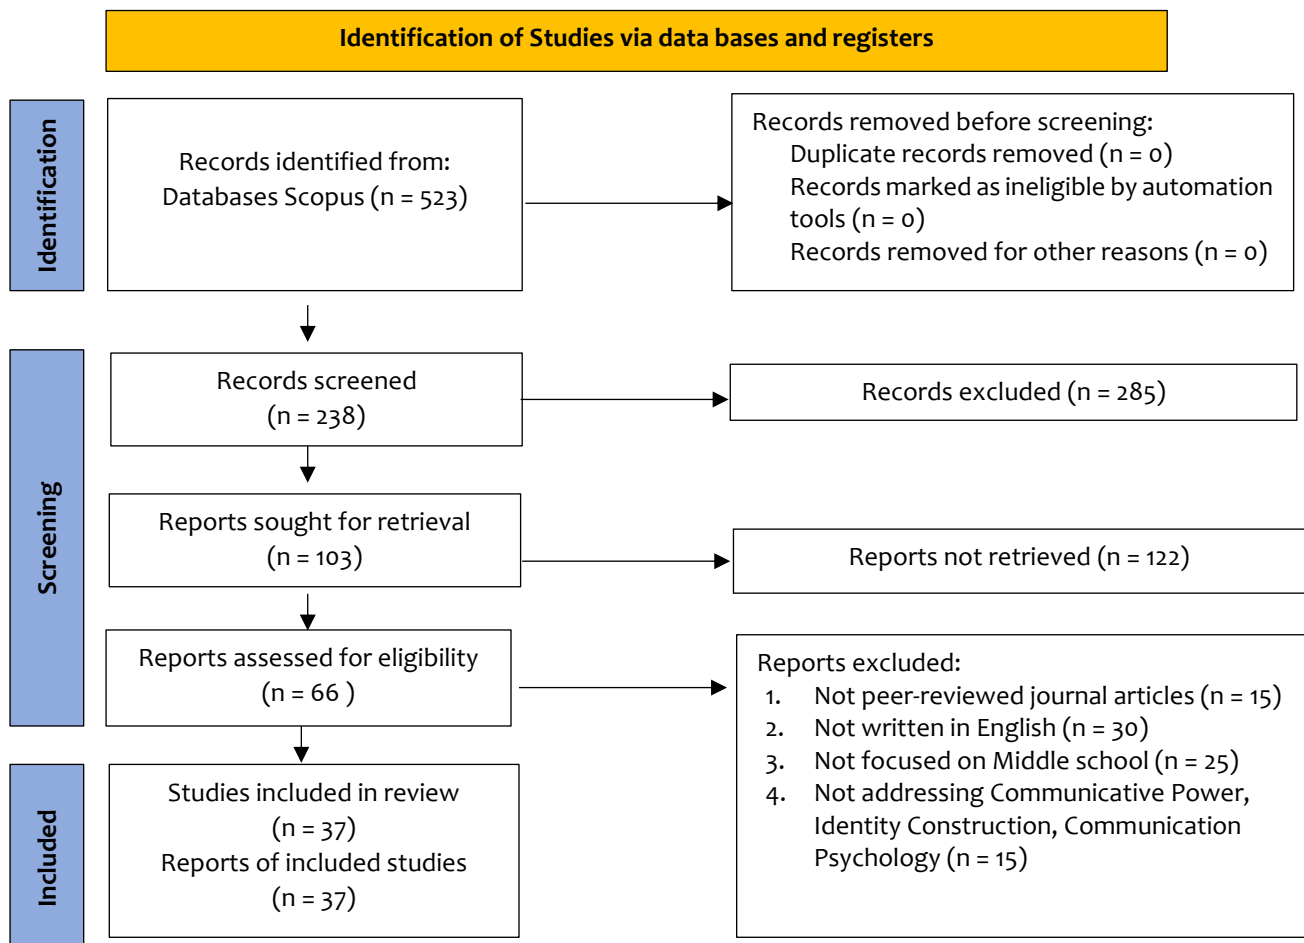 Identification of Studies via data bases and registers
Identification
Records identified from:
Databases Scopus (n = 523)
Records removed before screening:
Duplicate records removed (n = 0)
Records marked as ineligible by automation
tools (n = 0)
Records removed for other reasons (n = 0)
Screening
Records screened
(n = 238)
Records excluded (n = 285)
Reports sought for retrieval
(n = 103)
Reports not retrieved (n = 122)
Reports assessed for eligibility
(n = 66 )
Reports excluded:
1. Not peer-reviewed journal articles (n = 15)
2. Not written in English (n = 30)
3. Not focused on Middle school (n = 25)
4. Not addressing Communicative Power,
Identity Construction, Communication
Psychology (n = 15)
Included
Studies included in review
(n = 37)
Reports of included studies
(n = 37)